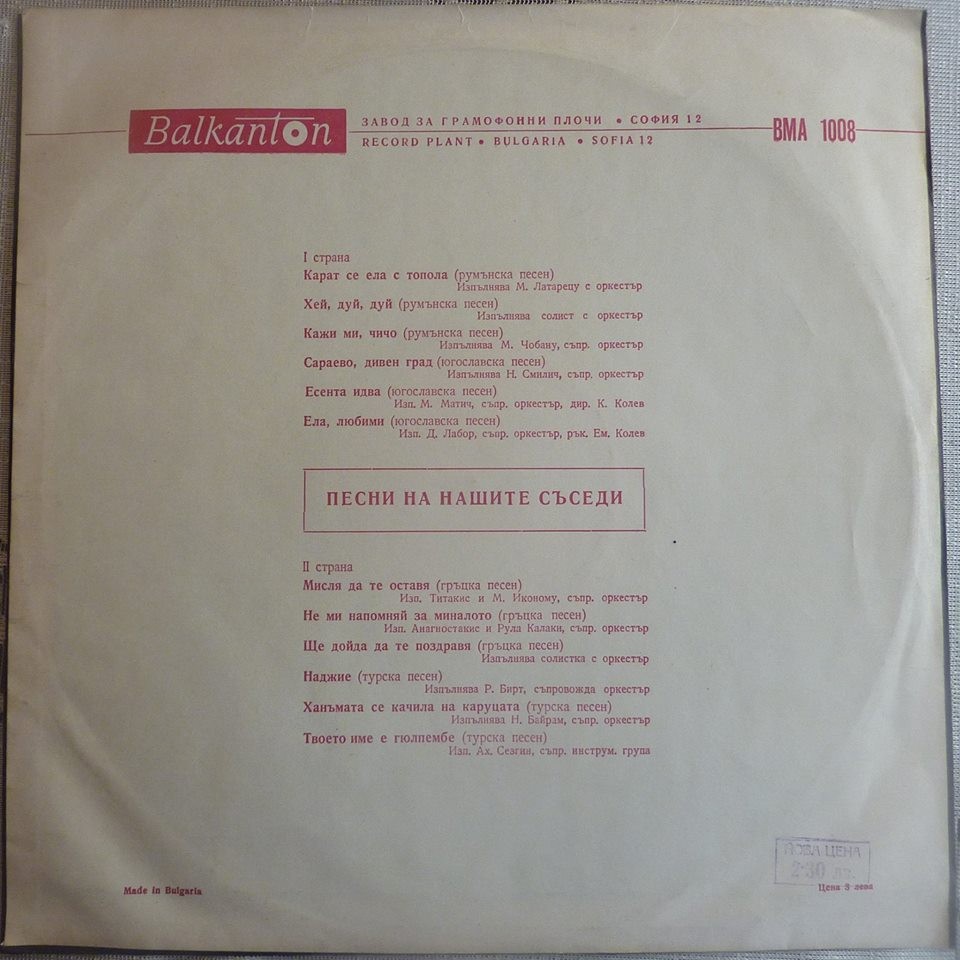 Balkanton
ЗАВОД ЗА ГРАМОФОННИ ПЛОЧИ • СОФИЯ 12
RECORD PLANT • BULGARIA • SOFIA 12
ВМА 1008
I страна
Карат се ела с топола (румънска песен)
Изпълнява М. Латарецу с оркестър
Хей, дуй, дуй (румънска песен)
Изпълнява солист с оркестър
Кажи ми, чичо (румънска песен)
Изпълнява М. Чобану, съпр. оркестър
Сараево, дивен град (югославска песен)
Изпълнява Н. Смилич, съпр. оркестър
Есента идва (югославска песен)
Изп. М. Матич, съпр. оркестър, дир. К. Колев
Ела, любими (югославска песен)
Изп. Д. Лабор, съпр. оркестър, рък. Ем. Колев
ПЕСНИ НА НАШИТЕ СЪСЕДИ
II страна
Мисля да те оставя (гръцка песен)
Изп. Титакис и М. Икономy, съпр. оркестър
Не ми напомняй за миналото (гръцка песен)
Изп. Анагностакис и Рула Калаки, съпр. оркестър
Ще дойда да те поздравя (гръцка песен)
Изпълнява солистка с оркестър
Наджие (турска песен)
Изпълнява Р. Бирт, съпровожда оркестър
Ханъмата се качила на каруцата (турска песен)
Изпълнява Н. Байрам, съпр. оркестър
Твоето име е гюлпембе (турска песен)
Изп. Ах. Сезгин, съпр. инструм. група
НОВА ЦЕНА
2·30 лв.
Made in Bulgaria
Цена 3 лева